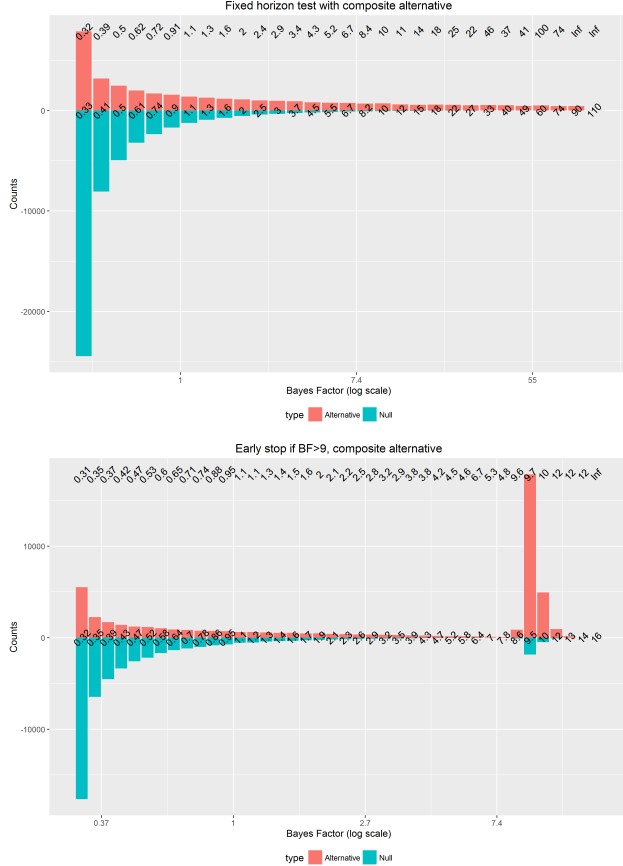 Fixed horizon test with composite alternative
0.32 0.39 0.5 0.62 0.72 0.91 1.1 1.3 1.6 2 2.4 2.9 3.4 4.3 5.2 6.7 8.4 10 11 14 18 25 22 46 37 41 100 74 Inf Inf
0
0.33 0.41 0.5 0.61 0.74 0.9 1.1 1.3 1.6 2 2.5 3 3.7 4.5 5.5 6.7 8.2 10 12 15 18 22 27 33 40 49 60 74 90 110
Counts
-10000
-20000
1 7.4 55
Bayes Factor (log scale)
type Alternative Null
Early stop if BF>9, composite alternative
0.31 0.35 0.37 0.42 0.47 0.53 0.6 0.65 0.71 0.74 0.88 0.95 1.1 1.1 1.3 1.4 1.5 1.6 2 2.1 2.2 2.5 2.8 3.2 2.9 3.8 3.8 4.2 4.5 4.6 6.7 5.3 4.8 9.6 9.7 10 12 12 12 Inf
10000
0
0.32 0.35 0.39 0.43 0.47 0.52 0.58 0.64 0.7 0.78 0.86 0.95 1.1 1.2 1.3 1.4 1.6 1.7 1.9 2.1 2.3 2.6 2.9 3.2 3.5 3.9 4.3 4.7 5.2 5.8 6.4 7 7.8 8.6 9.5 10 12 13 14 16
Counts
-10000
0.37 1 2.7 7.4
Bayes Factor (log scale)
type Alternative Null